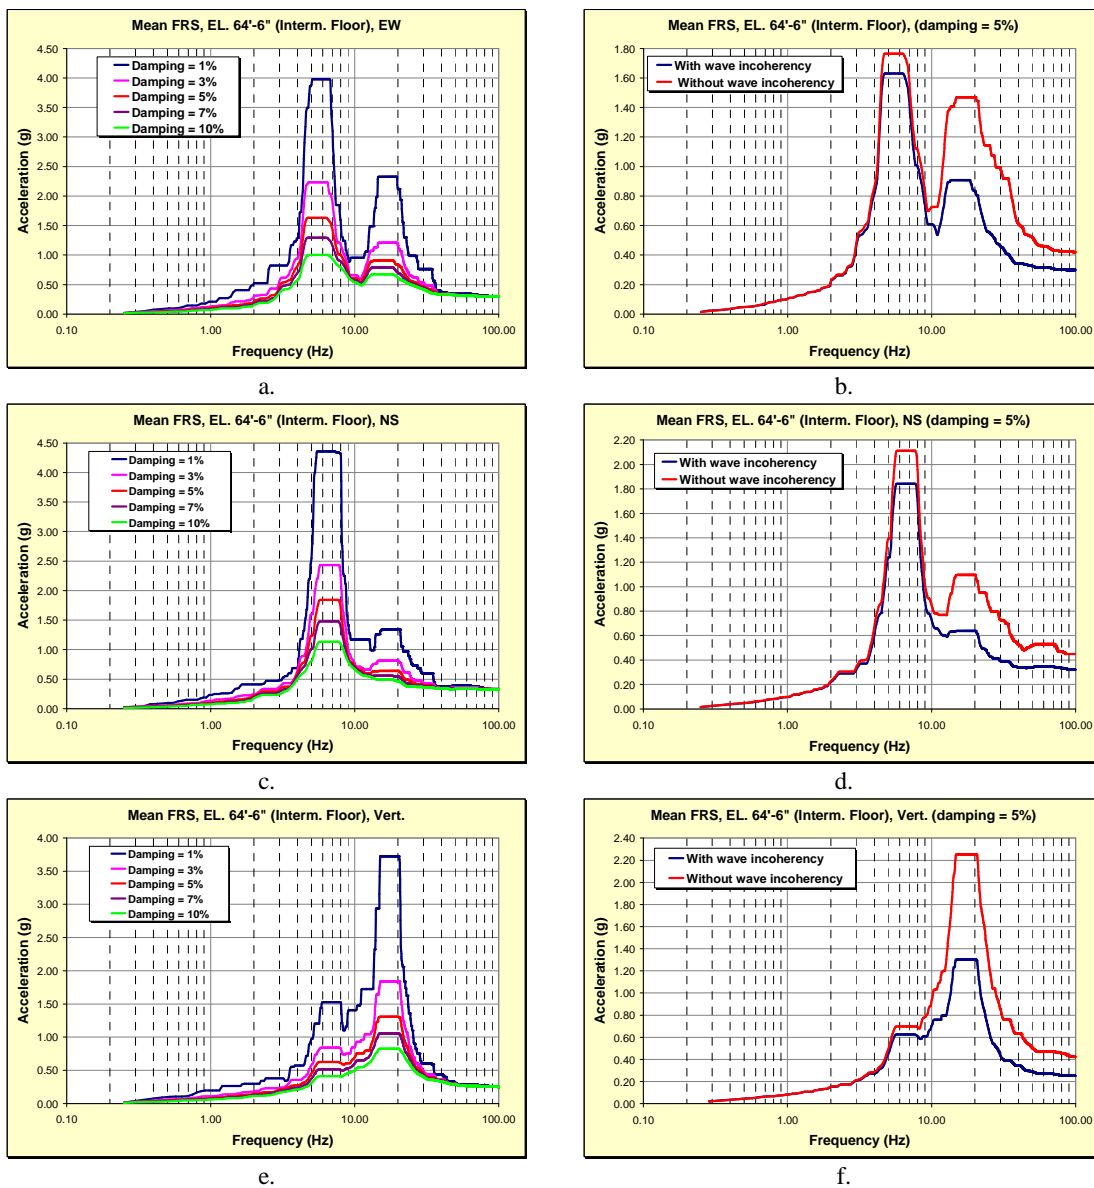 Mean FRS, EL. 64'-6" (Interm. Floor), EW
Acceleration (g)
4.50
4.00
3.50
3.00
2.50
2.00
1.50
1.00
0.50
0.00
Damping = 1%
Damping = 3%
Damping = 5%
Damping = 7%
Damping = 10%
0.10 1.00 10.00 100.00
Frequency (Hz)
a.
Mean FRS, EL. 64'-6" (Interm. Floor), (damping = 5%)
Acceleration (g)
1.80
1.60
1.40
1.20
1.00
0.80
0.60
0.40
0.20
0.00
With wave incoherency
Without wave incoherency
0.10 1.00 10.00 100.00
Frequency (Hz)
b.
Mean FRS, EL. 64'-6" (Interm. Floor), NS
Acceleration (g)
4.50
4.00
3.50
3.00
2.50
2.00
1.50
1.00
0.50
0.00
Damping = 1%
Damping = 3%
Damping = 5%
Damping = 7%
Damping = 10%
0.10 1.00 10.00 100.00
Frequency (Hz)
c.
Mean FRS, EL. 64'-6" (Interm. Floor), NS (damping = 5%)
Acceleration (g)
2.20
2.00
1.80
1.60
1.40
1.20
1.00
0.80
0.60
0.40
0.20
0.00
With wave incoherency
Without wave incoherency
0.10 1.00 10.00 100.00
Frequency (Hz)
d.
Mean FRS, EL. 64'-6" (Interm. Floor), Vert.
Acceleration (g)
4.00
3.50
3.00
2.50
2.00
1.50
1.00
0.50
0.00
Damping = 1%
Damping = 3%
Damping = 5%
Damping = 7%
Damping = 10%
0.10 1.00 10.00 100.00
Frequency (Hz)
e.
Mean FRS, EL. 64'-6" (Interm. Floor), Vert. (damping = 5%)
Acceleration (g)
2.40
2.20
2.00
1.80
1.60
1.40
1.20
1.00
0.80
0.60
0.40
0.20
0.00
With wave incoherency
Without wave incoherency
0.10 1.00 10.00 100.00
Frequency (Hz)
f.